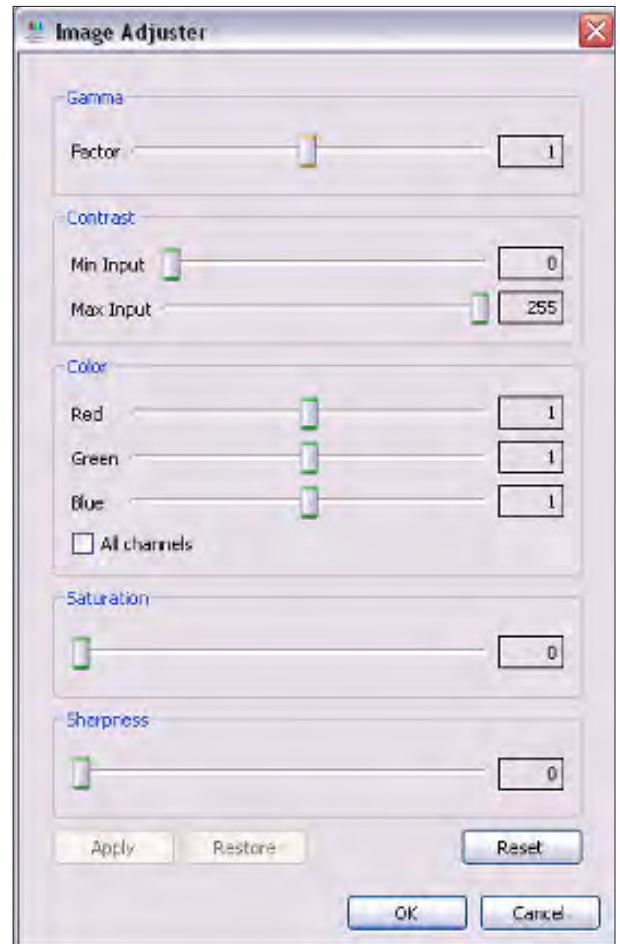 Image Adjuster
Gamma
Factor 1
Contrast
Min Input 0
Max Input 255
Color
Red 1
Green 1
Blue 1
All channels
Saturation
0
Sharpness
0
Apply Restore Reset
OK Cancel